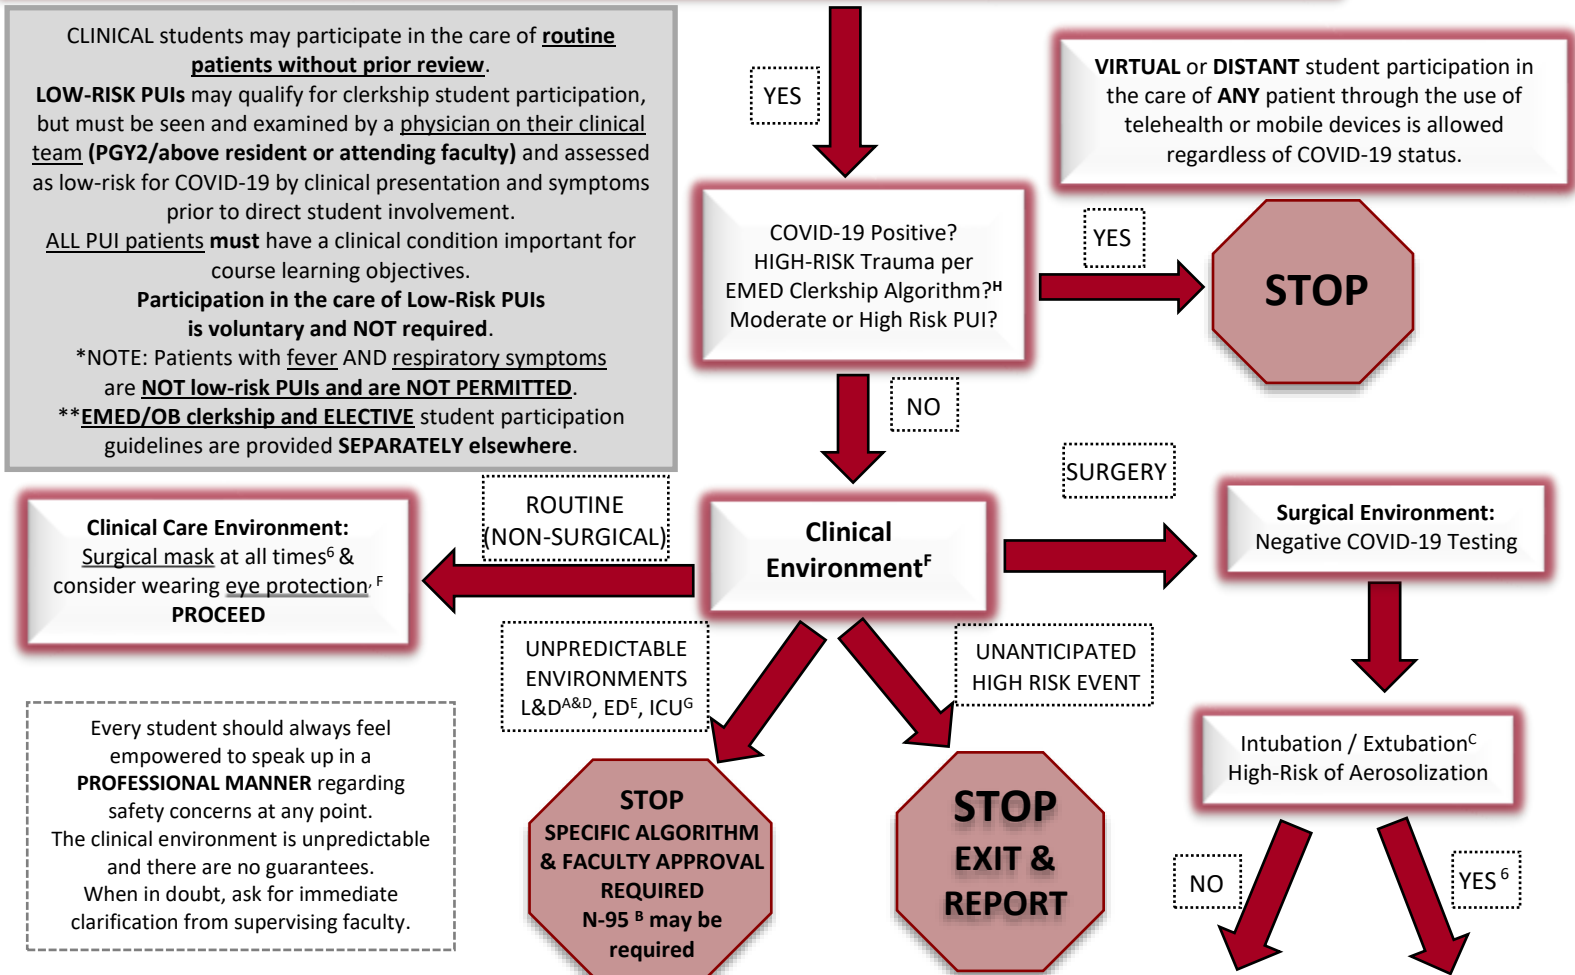 CLINICAL students may participate in the care of routine
patients without prior review.
LOW-RISK PUIs may qualify for clerkship student participation,
but must be seen and examined by a physician on their clinical
team (PGY2/above resident or attending faculty) and assessed
as low-risk for COVID-19 by clinical presentation and symptoms
prior to direct student involvement.
ALL PUI patients must have a clinical condition important for
course learning objectives.
Participation in the care of Low-Risk PUIs
is voluntary and NOT required.
*NOTE: Patients with fever AND respiratory symptoms
are NOT low-risk PUIs and are NOT PERMITTED.
**EMED/OB clerkship and ELECTIVE student participation
guidelines are provided SEPARATELY elsewhere.
YES
VIRTUAL or DISTANT student participation in
the care of ANY patient through the use of
telehealth or mobile devices is allowed
regardless of COVID-19 status.
COVID-19 Positive?
HIGH-RISK Trauma per
EMED Clerkship Algorithm?H
Moderate or High Risk PUI?
YES
STOP
NO
Clinical
EnvironmentF
ROUTINE
(NON-SURGICAL)
Clinical Care Environment:
Surgical mask at all times6 &
consider wearing eye protection, F
PROCEED
SURGERY
Surgical Environment:
Negative COVID-19 Testing
UNPREDICTABLE
ENVIRONMENTS
L&DA&D, EDE, ICUG
UNANTICIPATED
HIGH RISK EVENT
Every student should always feel
empowered to speak up in a
PROFESSIONAL MANNER regarding
safety concerns at any point.
The clinical environment is unpredictable
and there are no guarantees.
When in doubt, ask for immediate
clarification from supervising faculty.
STOP
SPECIFIC ALGORITHM
& FACULTY APPROVAL
REQUIRED
N-95 B may be
required
STOP
EXIT &
REPORT
Intubation / ExtubationC
High-Risk of Aerosolization
NO
YES 6